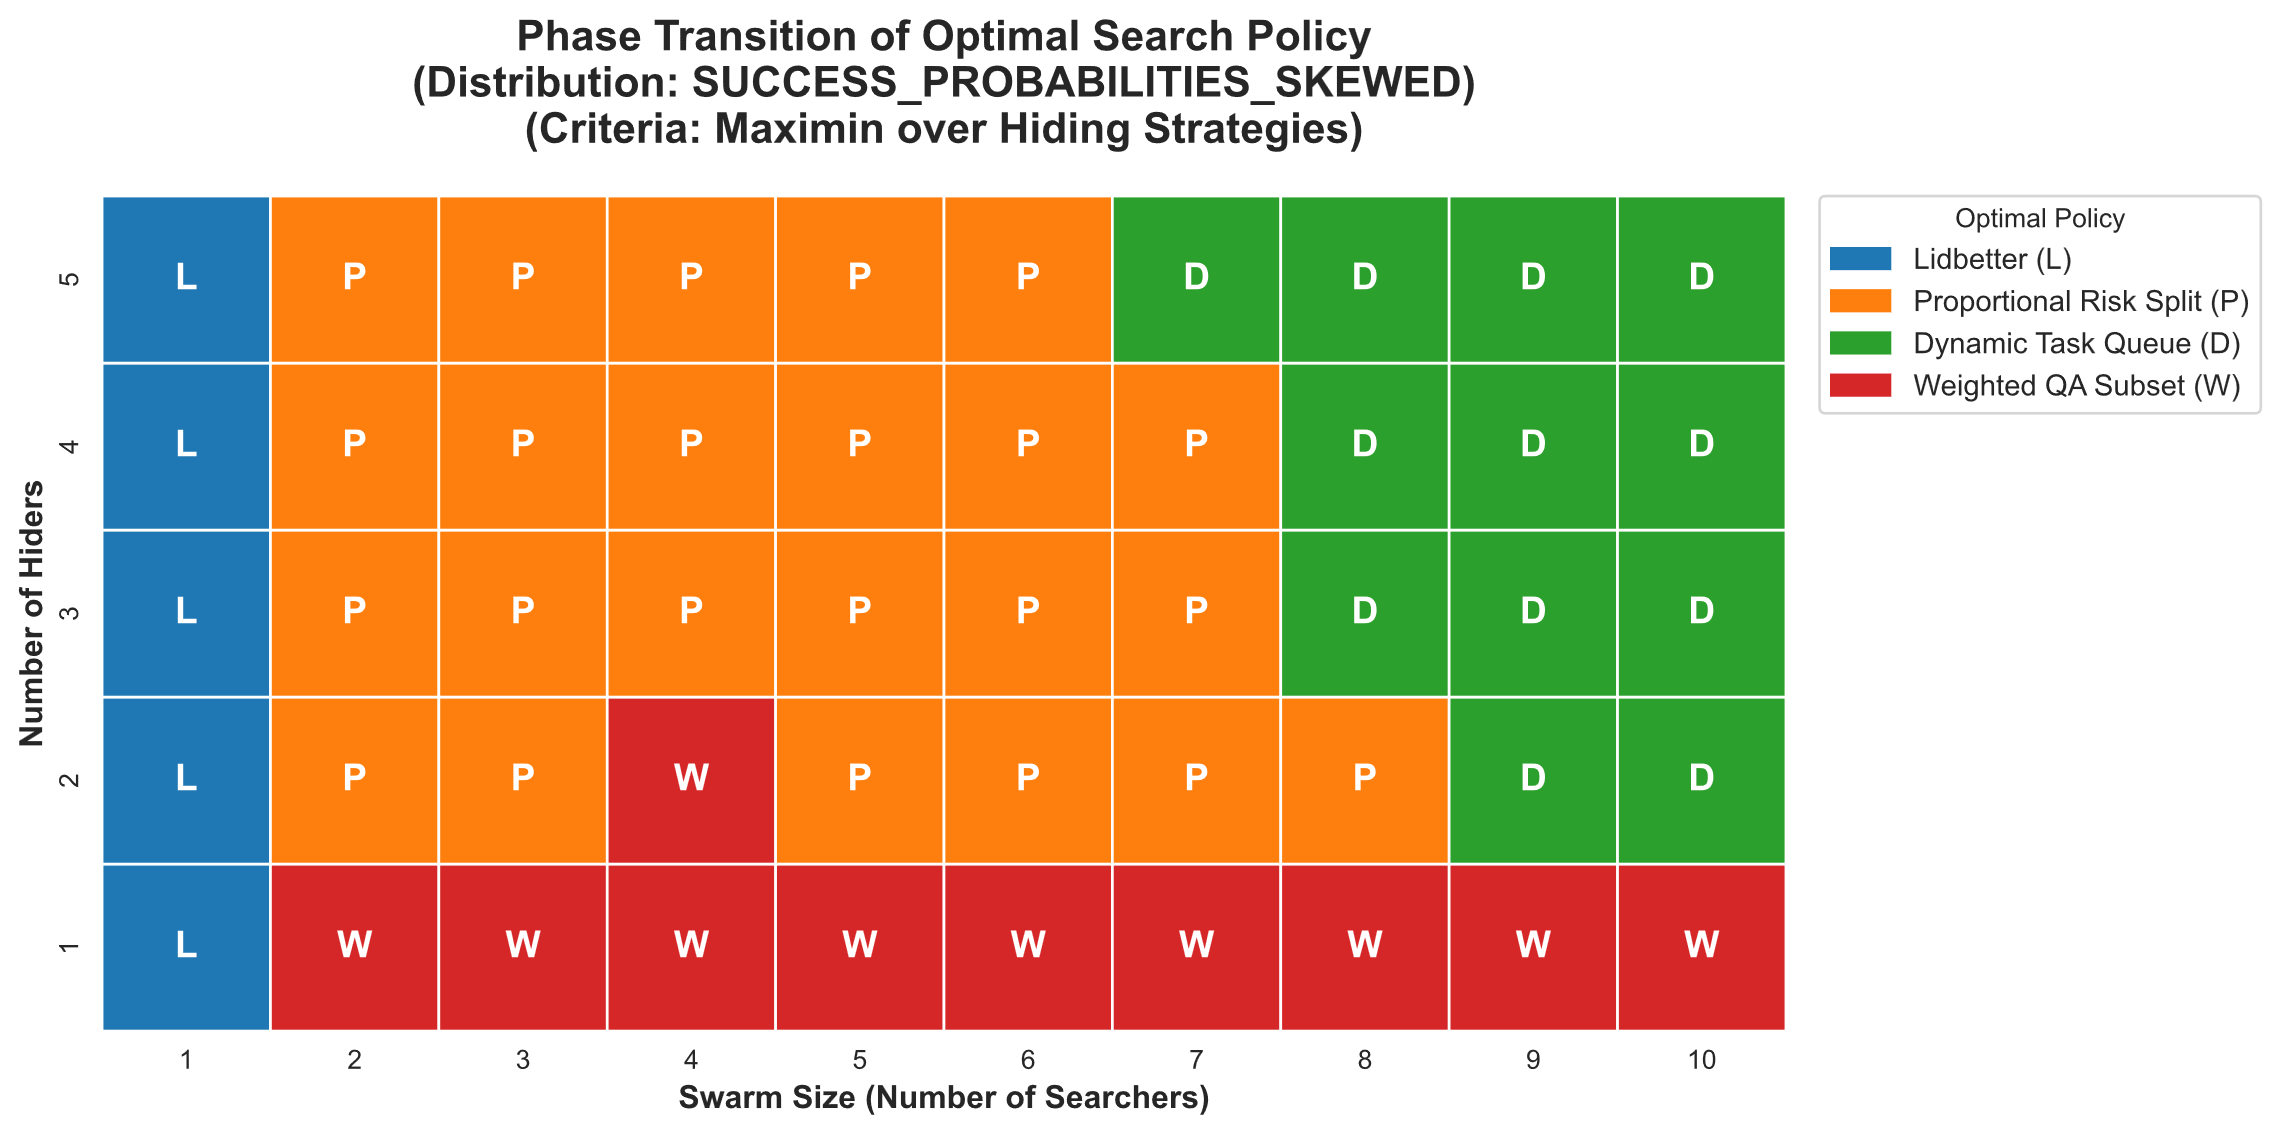 Phase Transition of Optimal Search Policy
(Distribution: SUCCESS_PROBABILITIES_SKEWED)
(Criteria: Maximin over Hiding Strategies)
Optimal Policy
Lidbetter (L)
Proportional Risk Split (P)
Dynamic Task Queue (D)
Weighted QA Subset (W)
Number of Hiders
5 L P P P P P D D D D
4 L P P P P P P D D D
3 L P P P P P P D D D
2 L P P W P P P P D D
1 L W W W W W W W W W
1 2 3 4 5 6 7 8 9 10
Swarm Size (Number of Searchers)